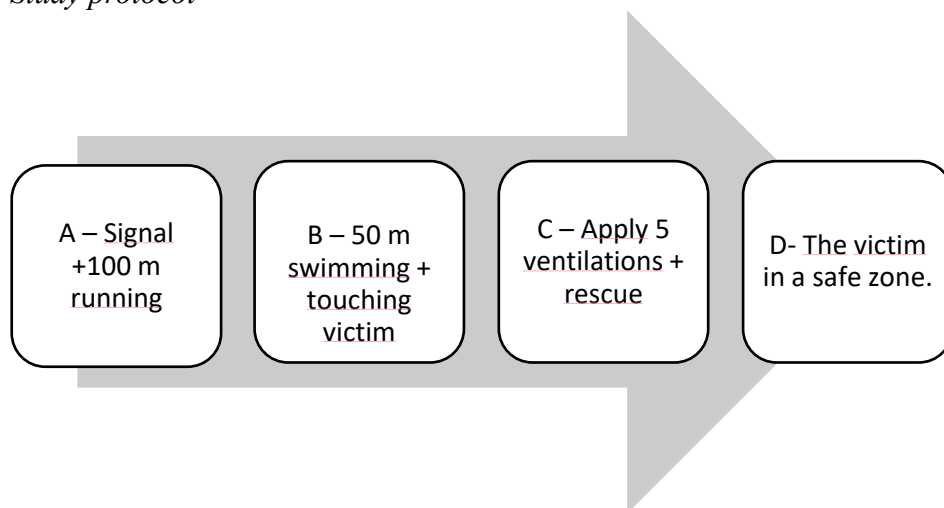 Study protocol
A – Signal
+100 m
running
B – 50 m
swimming +
touching
victim
C – Apply 5
ventilations +
rescue
D- The victim
in a safe zone.